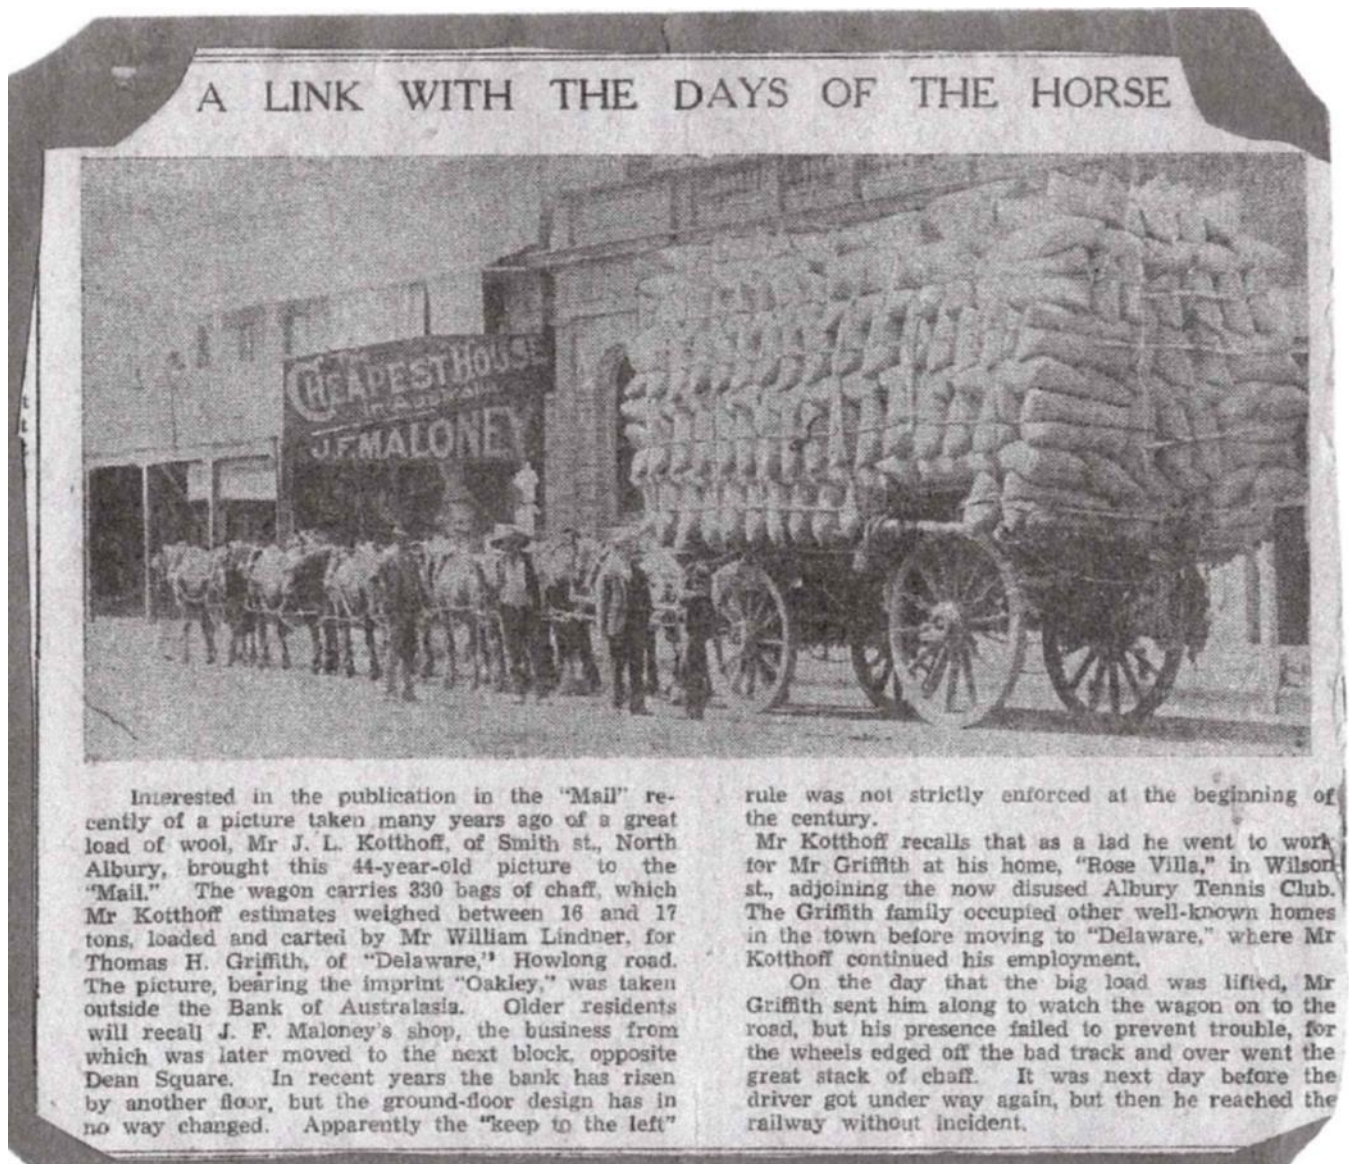 A LINK WITH THE DAYS OF THE HORSE
CHEAPEST HOUSE
J.F. MALONEY
Interested in the publication in the "Mail" re-
cently of a picture taken many years ago of a great
load of wool, Mr J. L. Kotthoff, of Smith st., North
Albury, brought this 44-year-old picture to the
"Mail." The wagon carries 330 bags of chaff, which
Mr Kotthoff estimates weighed between 16 and 17
tons, loaded and carted by Mr William Lindner, for
Thomas H. Griffith, of "Delaware," Howlong road.
The picture, bearing the imprint "Oakley," was taken
outside the Bank of Australasia. Older residents
will recall J. F. Maloney's shop, the business from
which was later moved to the next block, opposite
Dean Square. In recent years the bank has risen
by another floor, but the ground-floor design has in
no way changed. Apparently the "keep to the left"
rule was not strictly enforced at the beginning of
the century.
Mr Kotthoff recalls that as a lad he went to work
for Mr Griffith at his home, "Rose Villa," in Wilson
st., adjoining the now disused Albury Tennis Club.
The Griffith family occupied other well-known homes
in the town before moving to "Delaware," where Mr
Kotthoff continued his employment.
On the day that the big load was lifted, Mr
Griffith sent him along to watch the wagon on to the
road, but his presence failed to prevent trouble, for
the wheels edged off the bad track and over went the
great stack of chaff. It was next day before the
driver got under way again, but then he reached the
railway without incident.